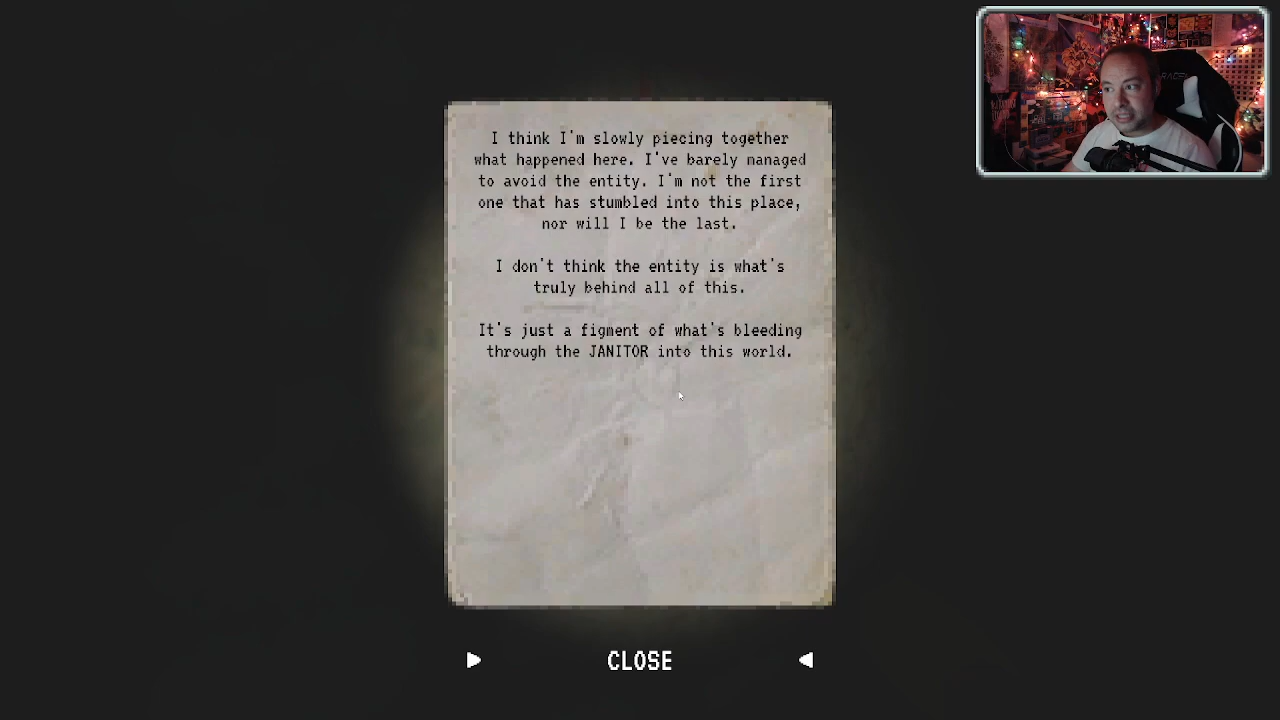 I think I'm slowly piecing together
what happened here. I've barely managed
to avoid the entity. I'm not the first
one that has stumbled into this place,
nor will I be the last.
I don't think the entity is what's
truly behind all of this.
It's just a figment of what's bleeding
through the JANITOR into this world.
CLOSE